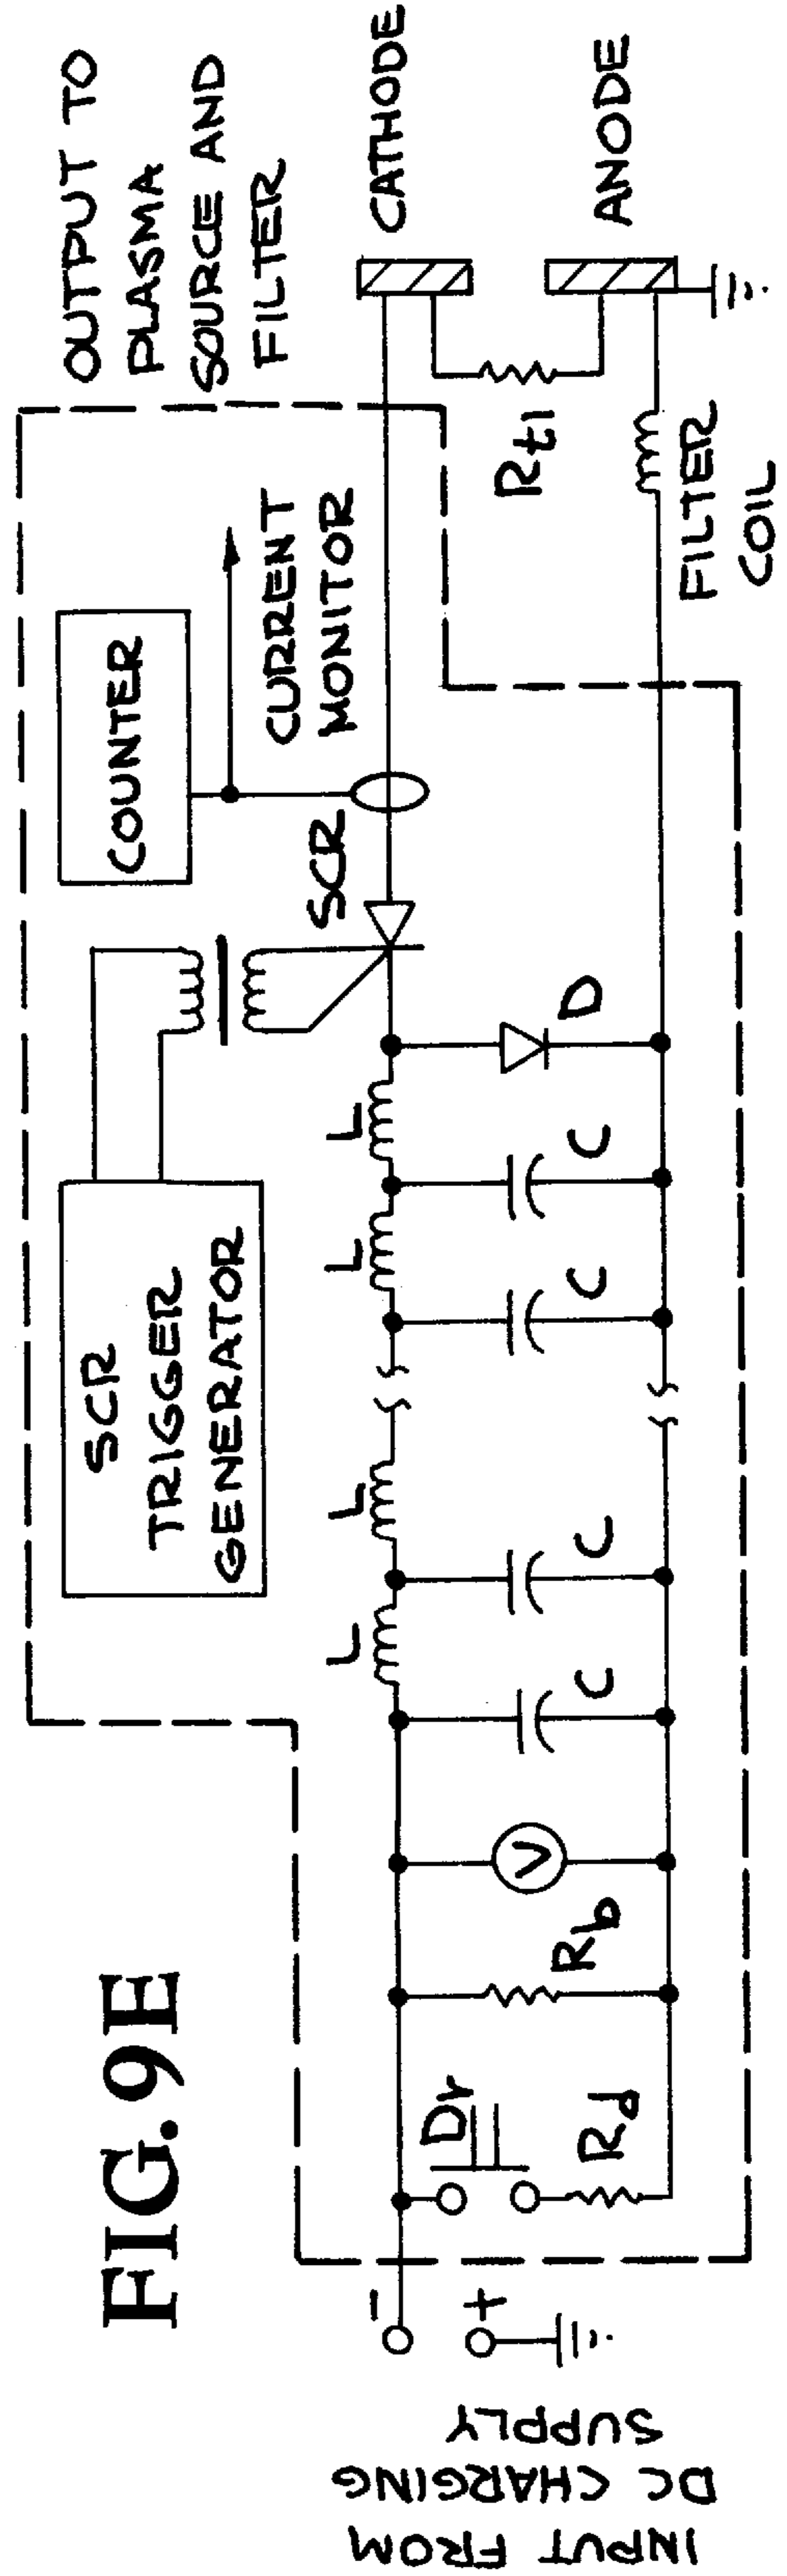 FIG. 9E
OUTPUT TO
PLASMA
SOURCE AND
FILTER
SCR
TRIGGER
GENERATOR
COUNTER
CURRENT
MONITOR
SCR
CATHODE
ANODE
Rt1
FILTER
COIL
INPUT FROM
DC CHARGING
SUPPLY
-
+
Dr
Rd
Rb
V
L
L
L
L
C
C
C
C
D